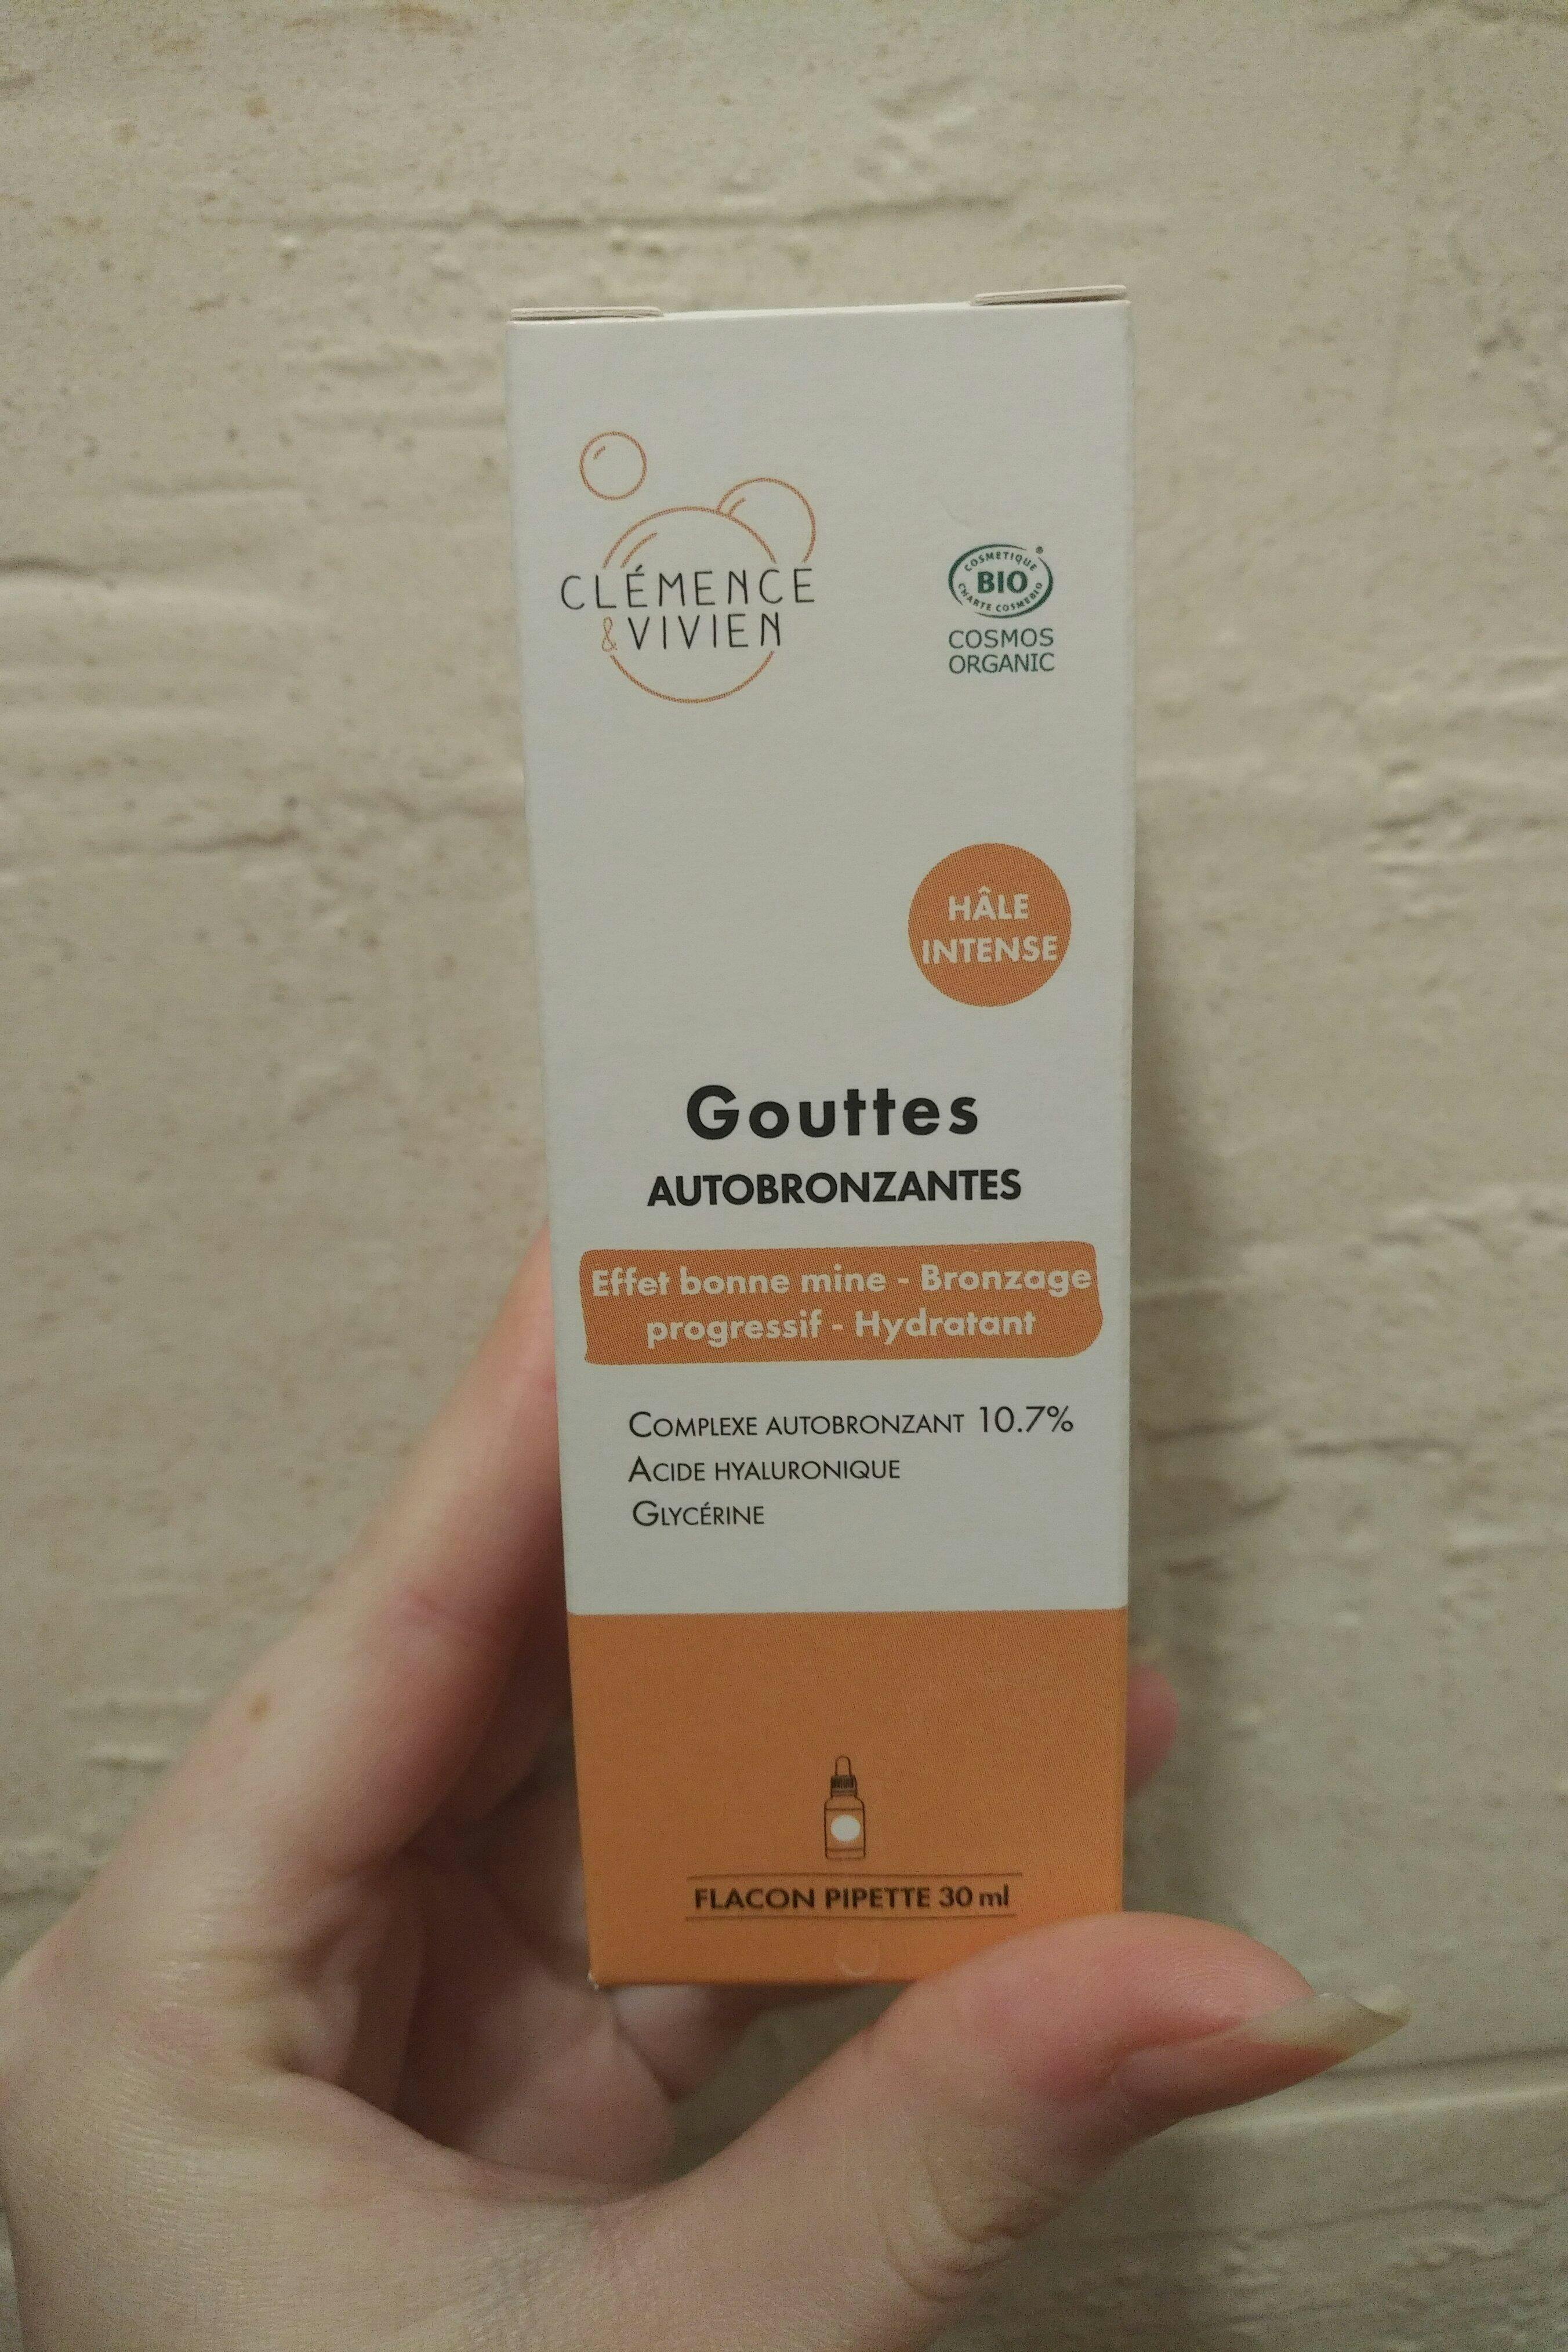 CLÉMENCE
& VIVIEN
COSMETIQUE
BIO
CHARTE COSMEBIO
COSMOS
ORGANIC
HÂLE
INTENSE
Gouttes
AUTOBRONZANTES
Effet bonne mine - Bronzage
progressif - Hydratant
COMPLEXE AUTOBRONZANT 10.7%
ACIDE HYALURONIQUE
GLYCÉRINE
FLACON PIPETTE 30 ml